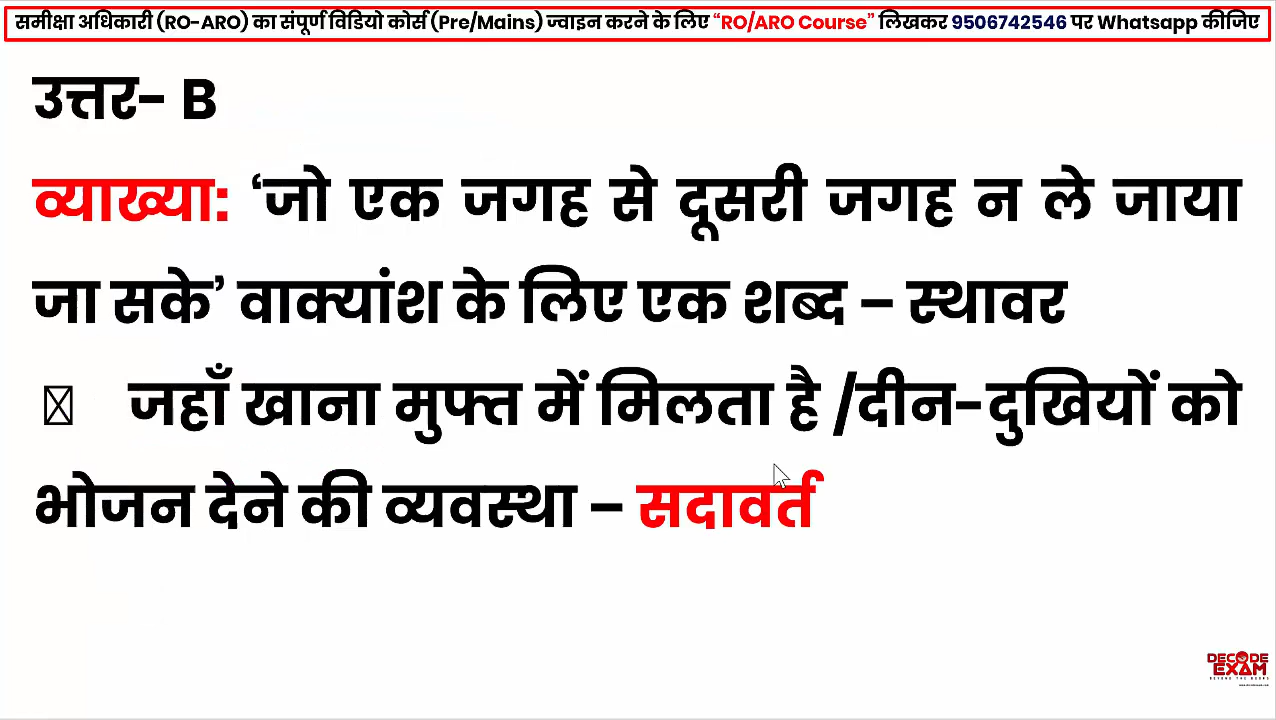 समीक्षा अधिकारी (RO-ARO) का संपूर्ण विडियो कोर्स (Pre/Mains) ज्वाइन करने के लिए “RO/ARO Course” लिखकर 9506742546 पर Whatsapp कीजिए
उत्तर- B
व्याख्या: ‘जो एक जगह से दूसरी जगह न ले जाया
जा सके’ वाक्यांश के लिए एक शब्द – स्थावर
जहाँ खाना मुफ्त में मिलता है /दीन-दुखियों को
भोजन देने की व्यवस्था – सदावर्त
DECODE
EXAM